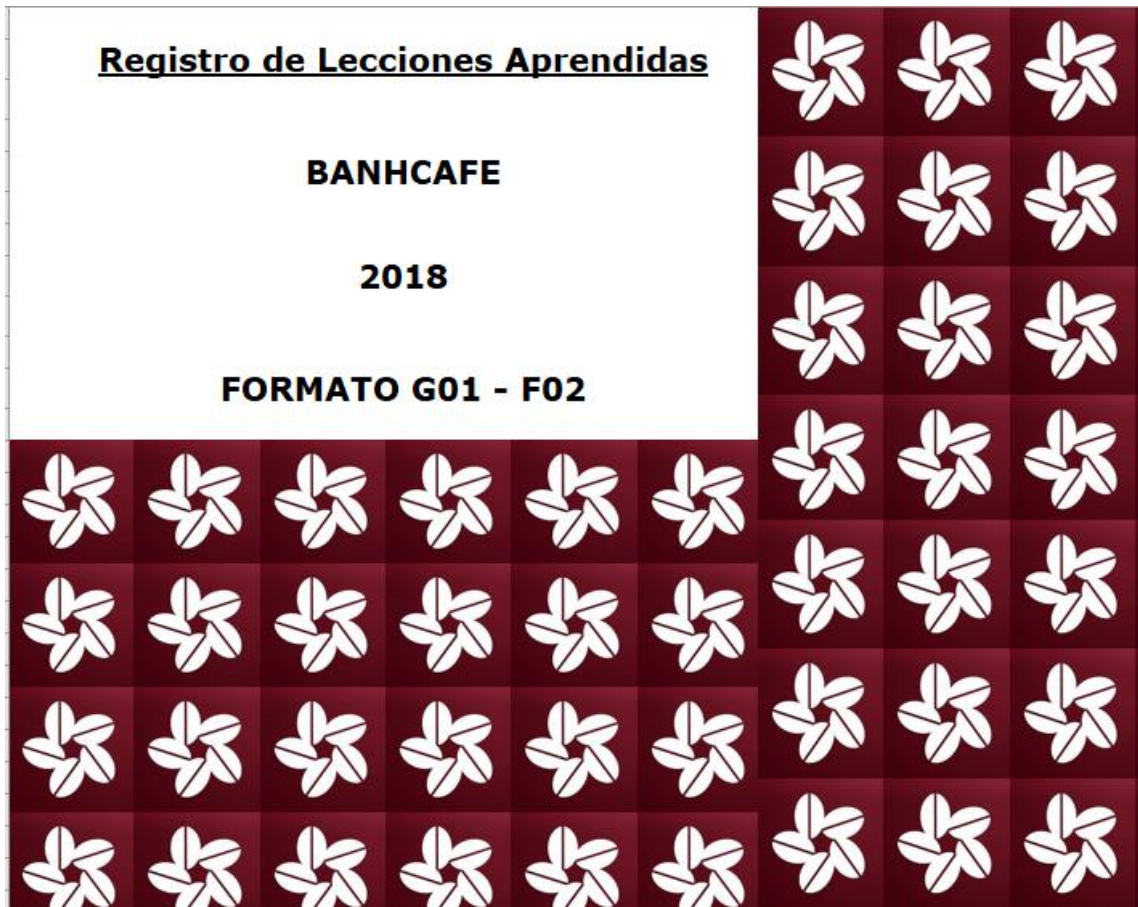 Registro de Lecciones Aprendidas
BANHCAFE
2018
FORMATO G01 - F02